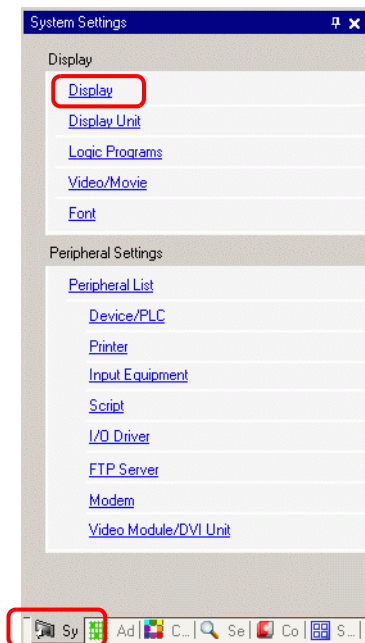 System Settings
Display
Display
Display Unit
Logic Programs
Video/Movie
Font
Peripheral Settings
Peripheral List
Device/PLC
Printer
Input Equipment
Script
I/O Driver
FTP Server
Modem
Video Module/DVI Unit
Sy Ad C... Se Co S...